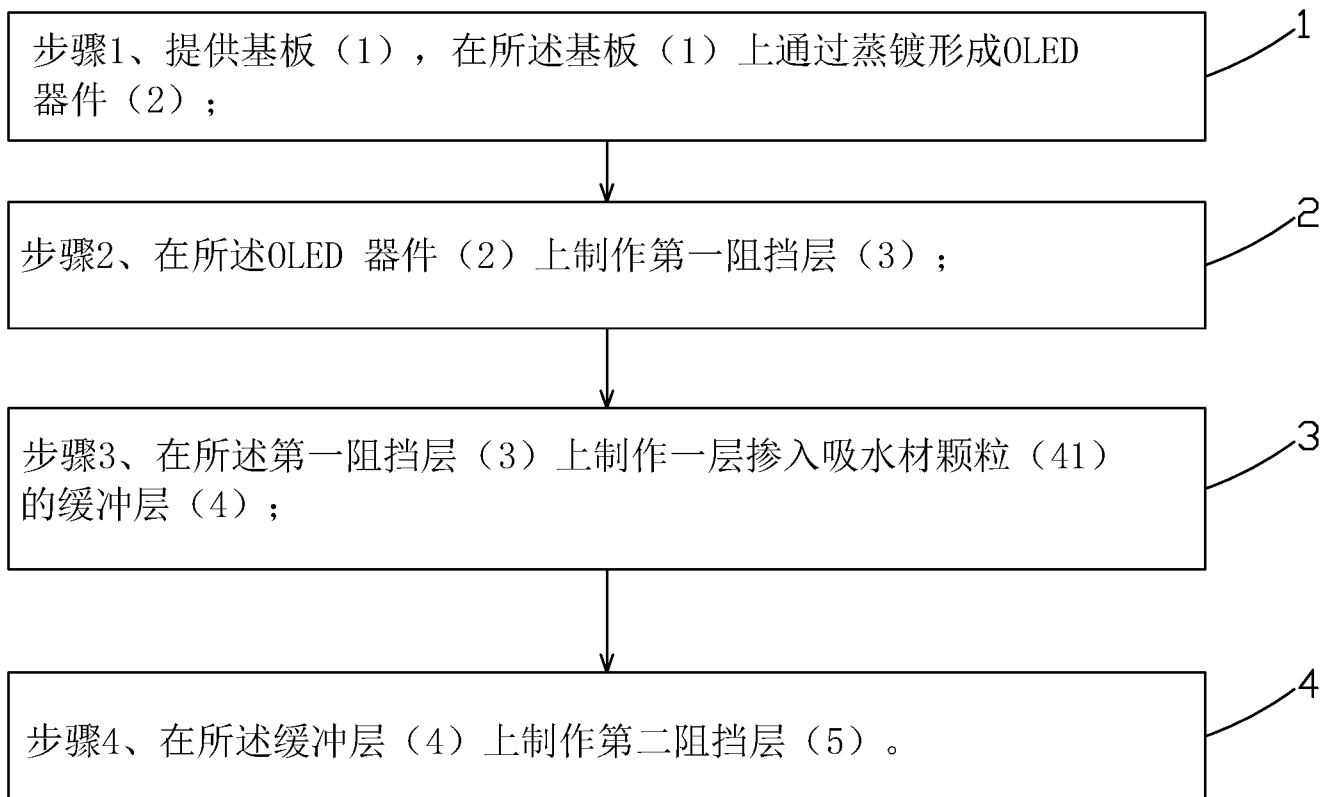 步骤1、提供基板（1），在所述基板（1）上通过蒸镀形成OLED
器件（2）；
1
步骤2、在所述OLED 器件（2）上制作第一阻挡层（3）；
2
步骤3、在所述第一阻挡层（3）上制作一层掺入吸水材颗粒（41）
的缓冲层（4）；
3
步骤4、在所述缓冲层（4）上制作第二阻挡层（5）。
4